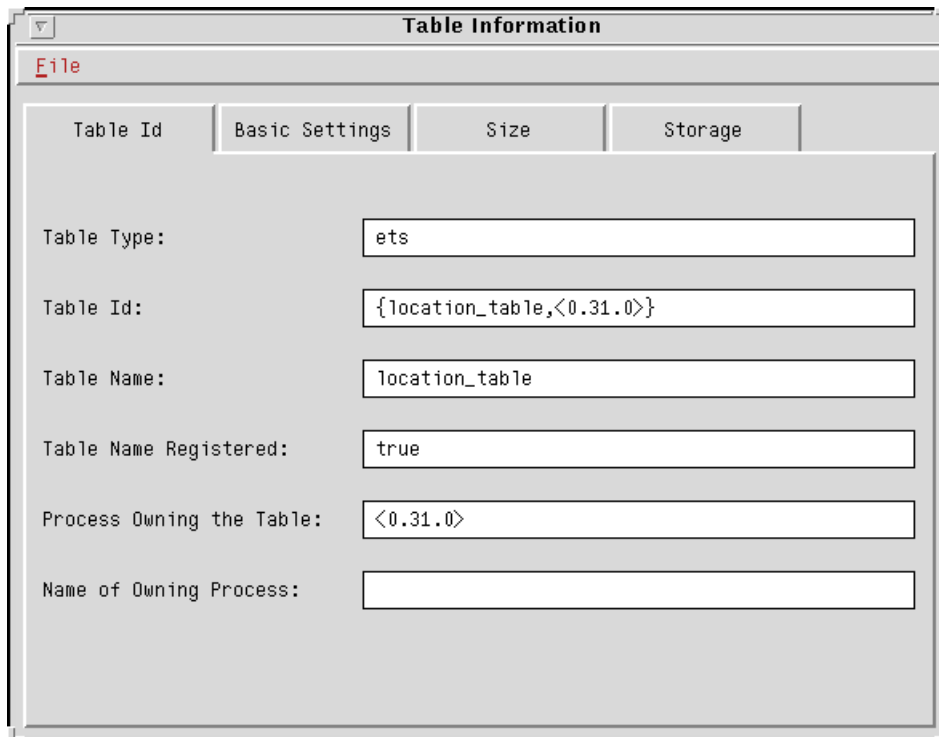 Table Information
File
Table Id Basic Settings Size Storage
Table Type: ets
Table Id: {location_table,<0.31.0>}
Table Name: location_table
Table Name Registered: true
Process Owning the Table: <0.31.0>
Name of Owning Process: